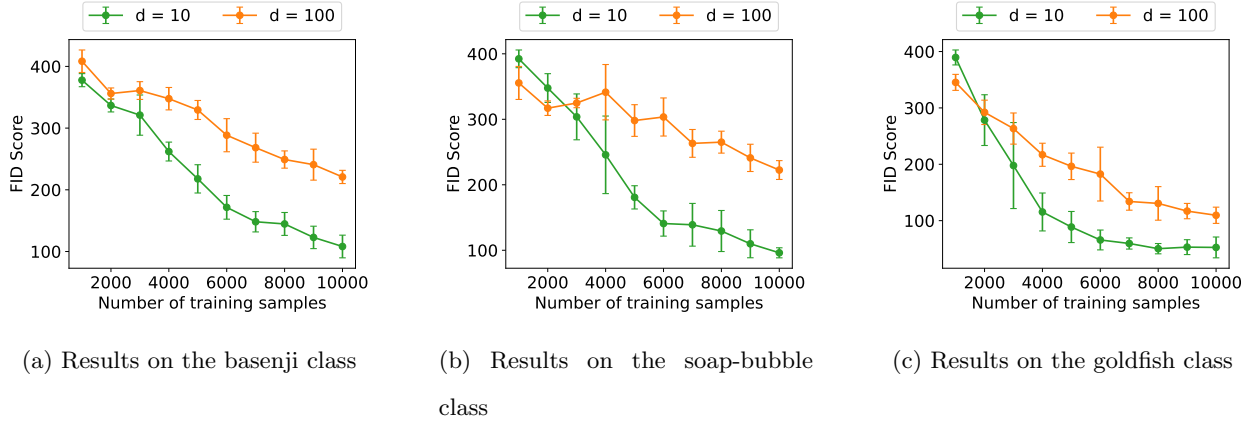 d = 10 d = 100
400
300
200
100
FID Score
2000 4000 6000 8000 10000
Number of training samples
(a) Results on the basenji class
d = 10 d = 100
400
300
200
100
FID Score
2000 4000 6000 8000 10000
Number of training samples
(b) Results on the soap-bubble
class
d = 10 d = 100
400
300
200
100
FID Score
2000 4000 6000 8000 10000
Number of training samples
(c) Results on the goldfish class